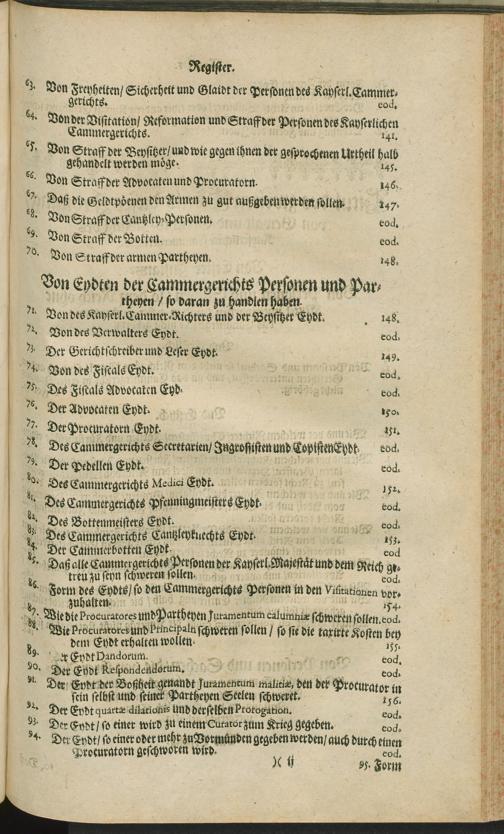 Register.
63. Von Freyheiten/ Sicherheit und Glaidt der Personen des Kayserl. Cammer-
gerichts. eod.
64. Von der Visitation/ Reformation und Straff der Personen des Kayserlichen
Cammergerichts. 141.
65. Von Straff der Beysitzer/ und wie gegen ihnen der gesprochenen Urtheil halb
gehandelt werden möge. 145.
66. Von Straff der Advocaten und Procuratorn. 146.
67. Daß die Geldtpöenen den Armen zu gut außgeben werden sollen. 147.
68. Von Straff der Cantzley-Personen. eod.
69. Von Straff der Botten. eod.
70. Von Straff der armen Partheyen. 148.
Von Eydten der Cammergerichts Personen und Par-
theyen / so daran zu handlen haben.
71. Von des Kayserl. Cammer-Richters und der Beysitzer Eydt. 148.
72. Von des Verwalters Eydt. eod.
73. Der Gerichtschreiber und Leser Eydt. 149.
74. Von des Fiscals Eydt. eod.
75. Des Fiscals Advocaten Eyd. eod.
76. Der Advocaten Eydt. 150.
77. Der Procuratorn Eydt. 151.
78. Des Cammergerichts Secretarien/ Ingrossisten und Copisten Eydt. eod.
79. Der Pedellen Eydt. eod.
80. Des Cammergerichts Medici Eydt. 152.
81. Des Cammergerichts Pfenningmeisters Eydt. eod.
82. Des Bottenmeisters Eydt. eod.
83. Des Cammergerichts Cantzleyknechts Eydt. 153.
84. Der Cammerbotten Eydt. eod
85. Daß alle Cammergerichts Personen der Kayserl. Majestät und dem Reich ge-
treu zu seyn schweren sollen. eod.
86. Form des Eydts/ so den Cammergerichts Personen in den Visitationen vor-
zuhalten. 154.
87. Wie die Procuratores und Partheyen Juramentum calumniæ schweren sollen. eod.
88. Wie Procuratores und Principaln schweren sollen / so sie die taxirte Kosten bey
dem Eydt erhalten wollen. 155.
89. er Eydt Dandorum. eod.
90. Der Eydt Respondendorum. eod.
91. Der Eydt der Boßheit genandt Juramentum malitiæ, den der Procurator in
sein selbst und seiner Partheyen Seelen schweret. 156.
92. Der Eydt quartæ dilationis und derselben Prorogation. eod.
93. Der Eydt/ so einer wird zu einem Curator zum Krieg gegeben. eod.
94. Der Eydt/ so einer oder mehr zu Vormünden gegeben werden/ auch durch einen
Procuratorn geschworen wird. eod.
)( ij 95. Form